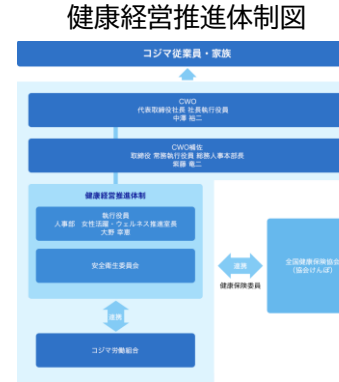 健康経営推進体制図
コジマ従業員・家族
CWO
代表取締役社長 社長執行役員
中澤 裕二
CWO補佐
取締役 常務執行役員 総務人事本部長
竜二
健康経営推進体制
執行役員
人事部 女性活躍・ウェルネス推進室長
大野 幸恵
安全衛生委員会
連携
健康保険委員
全国健康保険協会
（協会けんぽ）
連携
コジマ労働組合